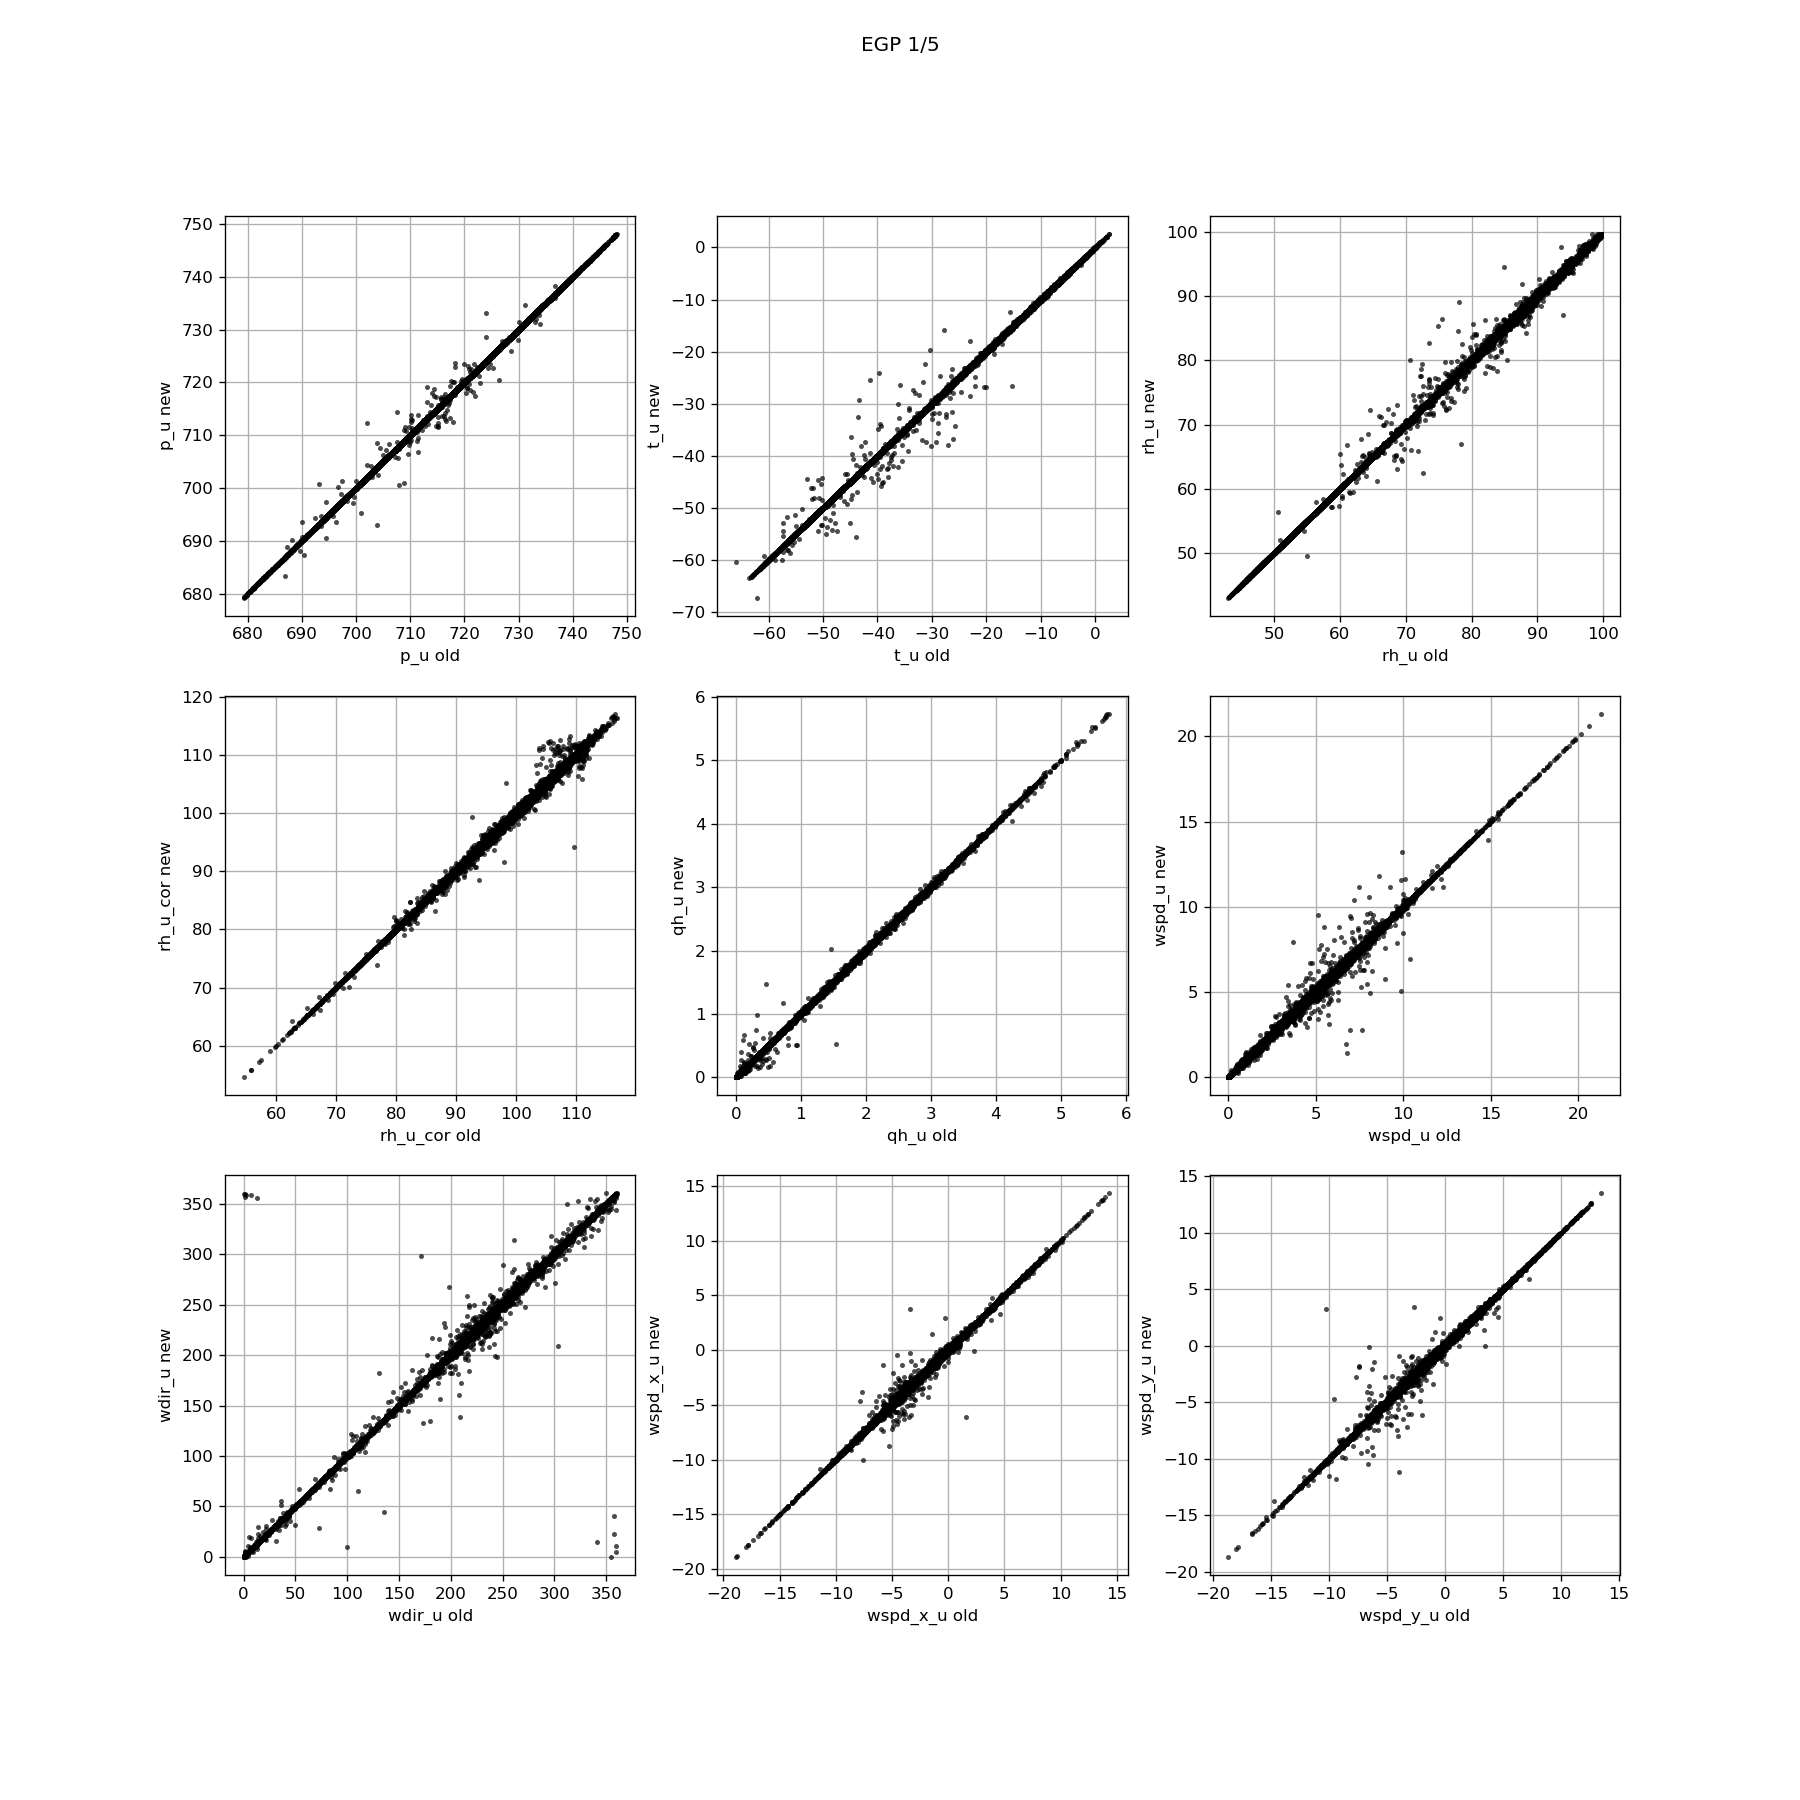 EGP 1/5
750
740
730
720
710
700
690
680
p_u new
680 690 700 710 720 730 740 750
p_u old
0
−10
−20
−30
−40
−50
−60
−70
t_u new
−60 −50 −40 −30 −20 −10 0
t_u old
100
90
80
70
60
50
rh_u new
50 60 70 80 90 100
rh_u old
120
110
100
90
80
70
60
rh_u_cor new
60 70 80 90 100 110
rh_u_cor old
6
5
4
3
2
1
0
qh_u new
0 1 2 3 4 5 6
qh_u old
20
15
10
5
0
wspd_u new
0 5 10 15 20
wspd_u old
350
300
250
200
150
100
50
0
wdir_u new
0 50 100 150 200 250 300 350
wdir_u old
15
10
5
0
−5
−10
−15
−20
wspd_x_u new
−20 −15 −10 −5 0 5 10 15
wspd_x_u old
15
10
5
0
−5
−10
−15
−20
wspd_y_u new
−20 −15 −10 −5 0 5 10 15
wspd_y_u old